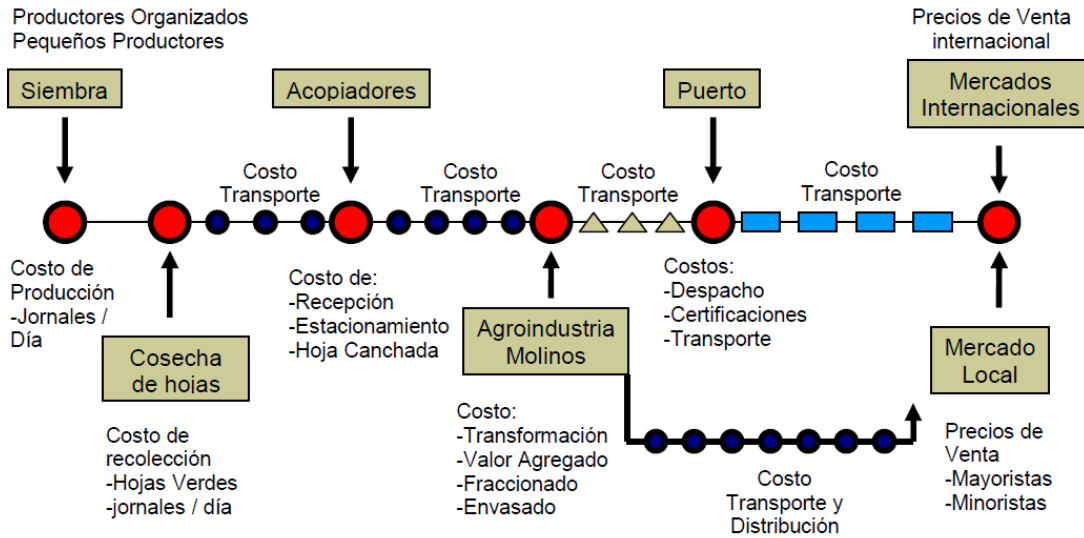 Productores Organizados
Pequeños Productores
Precios de Venta
internacional
Siembra
Acopiadores
Puerto
Mercados
Internacionales
Costo
Transporte
Costo
Transporte
Costo
Transporte
Costo
Transporte
Costo de
Producción
-Jornales /
Día
Cosecha
de hojas
Costo de
recolección
-Hojas Verdes
-jornales / día
Costo de:
-Recepción
-Estacionamiento
-Hoja Canchada
Agroindustria
Molinos
Costo:
-Transformación
-Valor Agregado
-Fraccionado
-Envasado
Costos:
-Despacho
-Certificaciones
-Transporte
Costo
Transporte y
Distribución
Mercado
Local
Precios de
Venta
-Mayoristas
-Minoristas